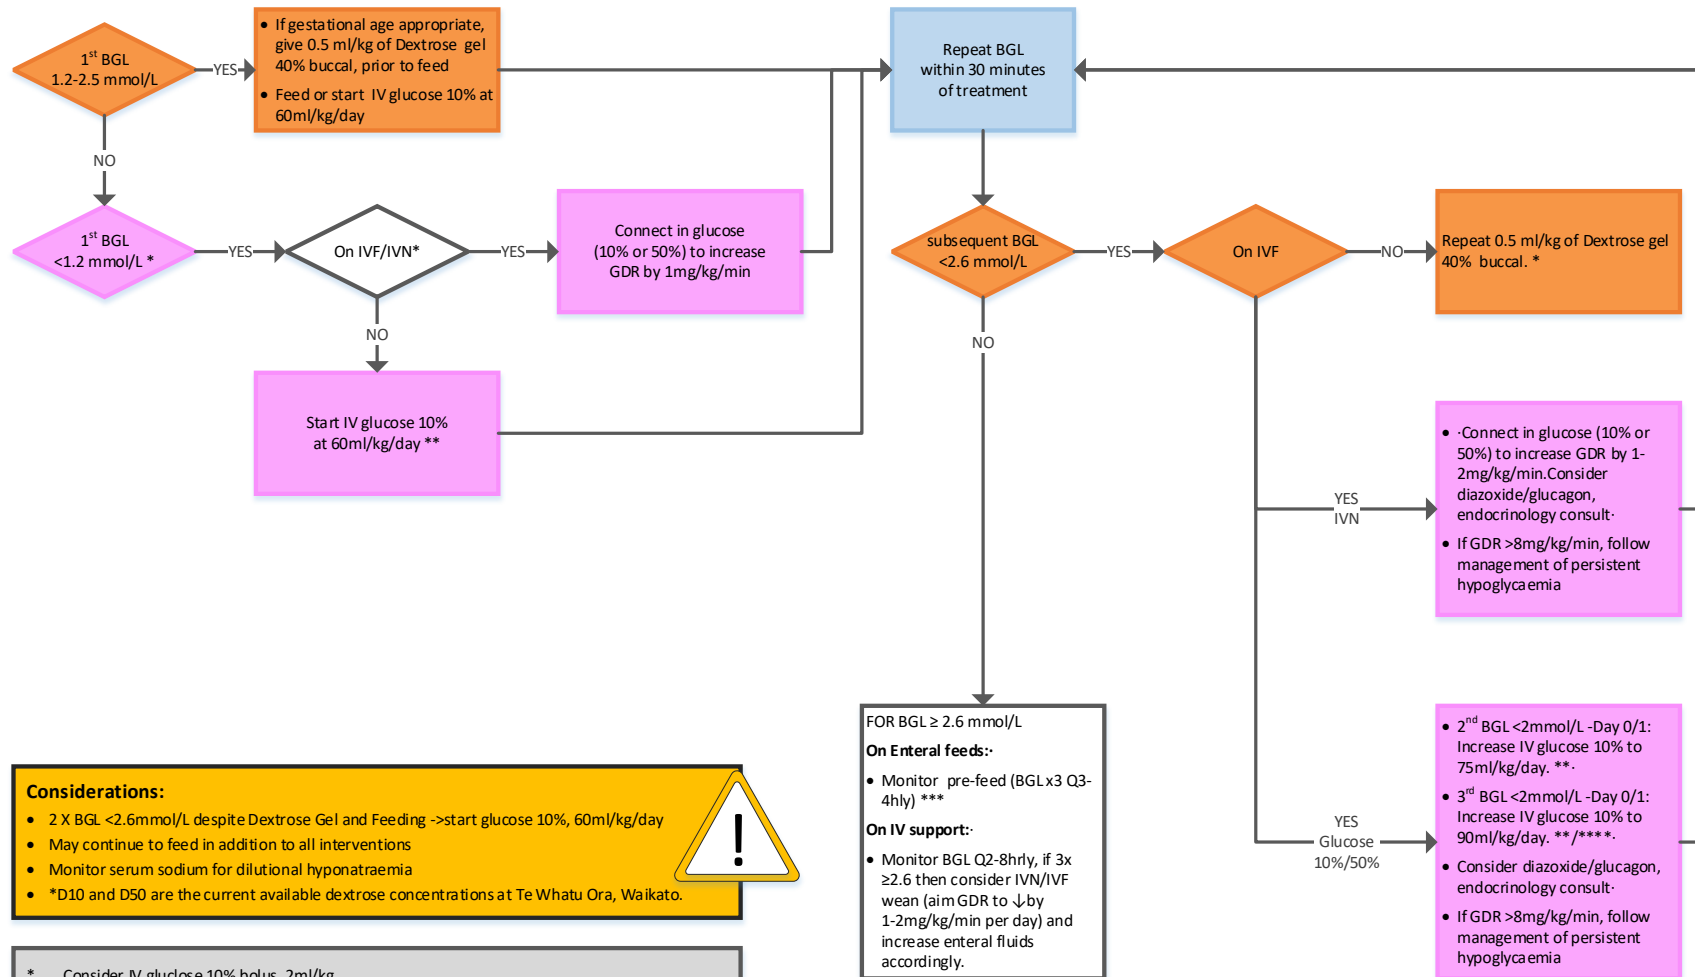 1st BGL
1.2-2.5 mmol/L
YES
• If gestational age appropriate,
give 0.5 ml/kg of Dextrose gel
40% buccal, prior to feed
• Feed or start IV glucose 10% at
60ml/kg/day
Repeat BGL
within 30 minutes
of treatment
NO
1st BGL
<1.2 mmol/L *
YES
On IVF/IVN*
YES
Connect in glucose
(10% or 50%) to increase
GDR by 1mg/kg/min
subsequent BGL
<2.6 mmol/L
YES
On IVF
NO
Repeat 0.5 ml/kg of Dextrose gel
40% buccal. *
NO
NO
Start IV glucose 10%
at 60ml/kg/day **
YES
IVN
• ·Connect in glucose (10% or
50%) to increase GDR by 1-
2mg/kg/min.Consider
diazoxide/glucagon,
endocrinology consult·
• If GDR >8mg/kg/min, follow
management of persistent
hypoglycaemia
FOR BGL ≥ 2.6 mmol/L
On Enteral feeds:·
• Monitor pre-feed (BGL x3 Q3-
4hly) ***
On IV support:·
• Monitor BGL Q2-8hrly, if 3x
≥2.6 then consider IVN/IVF
wean (aim GDR to ↓by
1-2mg/kg/min per day) and
increase enteral fluids
accordingly.
YES
Glucose
10%/50%
• 2nd BGL <2mmol/L -Day 0/1:
Increase IV glucose 10% to
75ml/kg/day. **·
• 3rd BGL <2mmol/L -Day 0/1:
Increase IV glucose 10% to
90ml/kg/day. **/****·
• Consider diazoxide/glucagon,
endocrinology consult·
• If GDR >8mg/kg/min, follow
management of persistent
hypoglycaemia
Considerations:
• 2 X BGL <2.6mmol/L despite Dextrose Gel and Feeding ->start glucose 10%, 60ml/kg/day
• May continue to feed in addition to all interventions
• Monitor serum sodium for dilutional hyponatraemia
• *D10 and D50 are the current available dextrose concentrations at Te Whatu Ora, Waikato.
!
* Consider IV gluclose 10% bolus, 2ml/kg